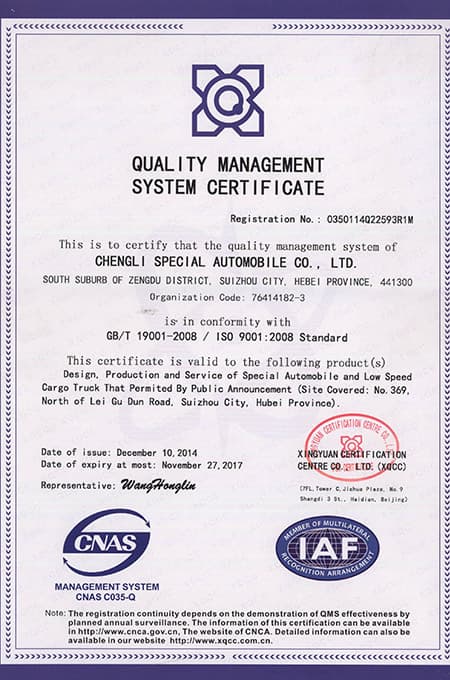 QUALITY MANAGEMENT
SYSTEM CERTIFICATE
Registration No.: 0350114Q22593R1M
This is to certify that the quality management system of
CHENGLI SPECIAL AUTOMOBILE CO., LTD.
SOUTH SUBURB OF ZENGDU DISTRICT, SUIZHOU CITY, HEBEI PROVINCE, 441300
Organization Code: 76414182-3
is in conformity with
GB/T 19001-2008 / ISO 9001:2008 Standard
This certificate is valid to the following product(s)
Design, Production and Service of Special Automobile and Low Speed
Cargo Truck That Permited By Public Announcement (Site Covered: No.369,
North of Lei Gu Dun Road, Suizhou City, Hubei Province).
Date of issue: December 10, 2014
Date of expiry at most: November 27, 2017
Representative: WangHonglin
XINGYUAN CERTIFICATION
CENTRE CO., LTD. (XQCC)
(7FL, Tower C, Jiahua Plaza, No.9
Shangdi 3 St., Haidian, Beijing)
CNAS
MANAGEMENT SYSTEM
CNAS C035-Q
MEMBER OF MULTILATERAL
IAF
RECOGNITION ARRANGEMENT
Note: The registration continuity depends on the demonstration of QMS effectiveness by
planned annual surveillance. The information of this certification can be available
in http://www.cnca.gov.cn, The website of CNCA. Detailed information can also be
available in our website http://www.xqcc.com.cn.